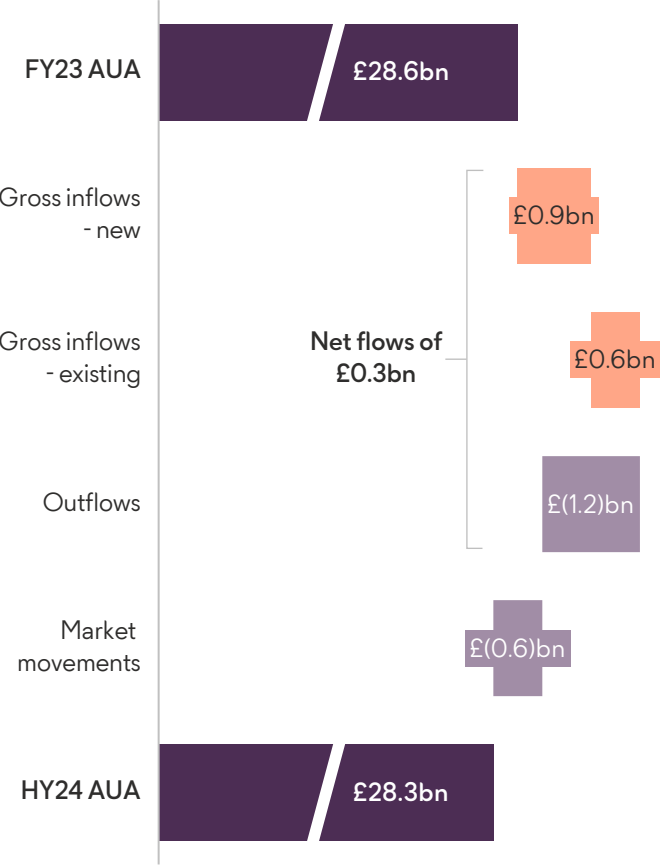 FY23 AUA
£28.6bn
Gross inflows
- new
£0.9bn
Gross inflows
- existing
Net flows of
£0.3bn
£0.6bn
Outflows
£(1.2)bn
Market
movements
£(0.6)bn
HY24 AUA
£28.3bn